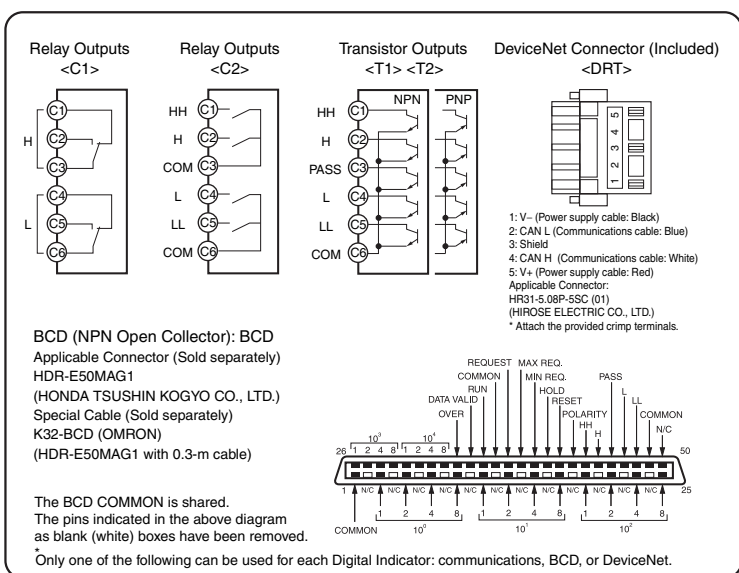 Relay Outputs
<C1>
C1
C2
H
C3
C4
C5
L
C6
Relay Outputs
<C2>
HH C1
H C2
COM C3
L C4
LL C5
COM C6
Transistor Outputs
<T1> <T2>
NPN PNP
HH C1
H C2
PASS C3
L C4
LL C5
COM C6
DeviceNet Connector (Included)
<DRT>
1 2 3 4 5
1: V– (Power supply cable: Black)
2: CAN L (Communications cable: Blue)
3: Shield
4: CAN H (Communications cable: White)
5: V+ (Power supply cable: Red)
Applicable Connector:
HR31-5.08P-5SC (01)
(HIROSE ELECTRIC CO., LTD.)
* Attach the provided crimp terminals.
BCD (NPN Open Collector): BCD
Applicable Connector (Sold separately)
HDR-E50MAG1
(HONDA TSUSHIN KOGYO CO., LTD.)
Special Cable (Sold separately)
K32-BCD (OMRON)
(HDR-E50MAG1 with 0.3-m cable)
The BCD COMMON is shared.
The pins indicated in the above diagram
as blank (white) boxes have been removed.
REQUEST MAX REQ.
COMMON MIN REQ. PASS
RUN HOLD L
DATA VALID RESET LL
OVER POLARITY COMMON
HH N/C
H
10³ 10⁴
26 1 2 4 8 1 2 4 8 50
1 N/C N/C N/C N/C N/C N/C N/C N/C N/C N/C N/C N/C 25
COMMON 1 2 4 8 1 2 4 8 1 2 4 8
10⁰ 10¹ 10²
* Only one of the following can be used for each Digital Indicator: communications, BCD, or DeviceNet.